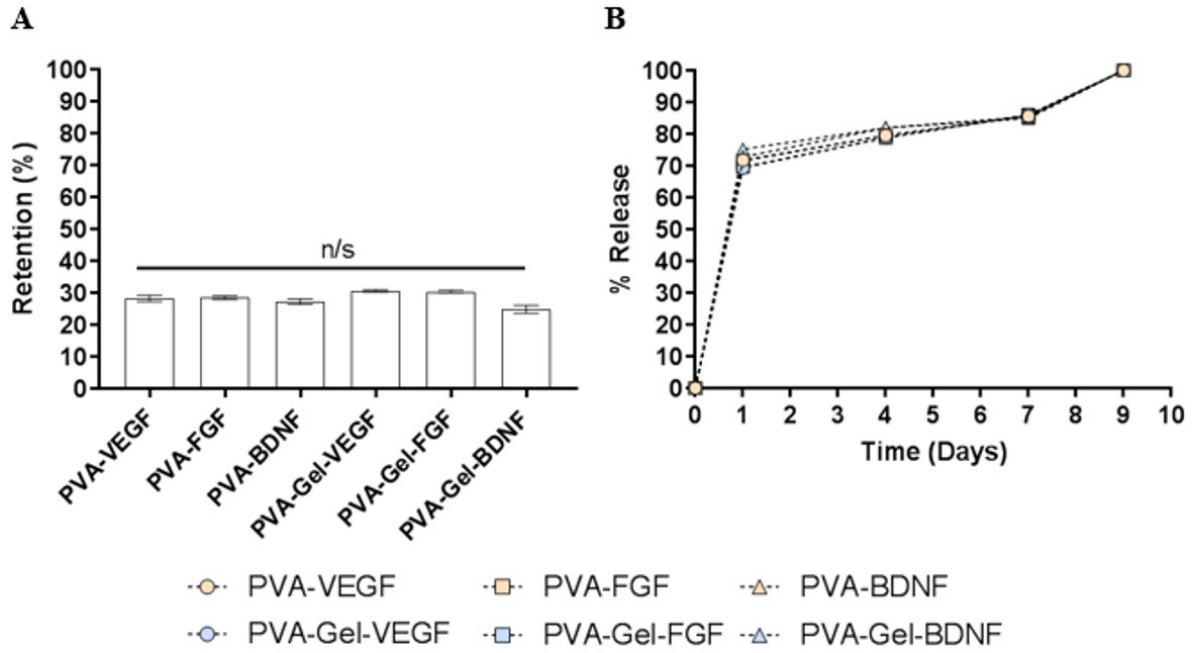 A
Retention (%)
100
90
80
70
60
50
40
30
20
10
0
n/s
PVA-VEGF
PVA-FGF
PVA-BDNF
PVA-Gel-VEGF
PVA-Gel-FGF
PVA-Gel-BDNF
B
% Release
100
90
80
70
60
50
40
30
20
10
0
0 1 2 3 4 5 6 7 8 9 10
Time (Days)
PVA-VEGF PVA-FGF PVA-BDNF
PVA-Gel-VEGF PVA-Gel-FGF PVA-Gel-BDNF